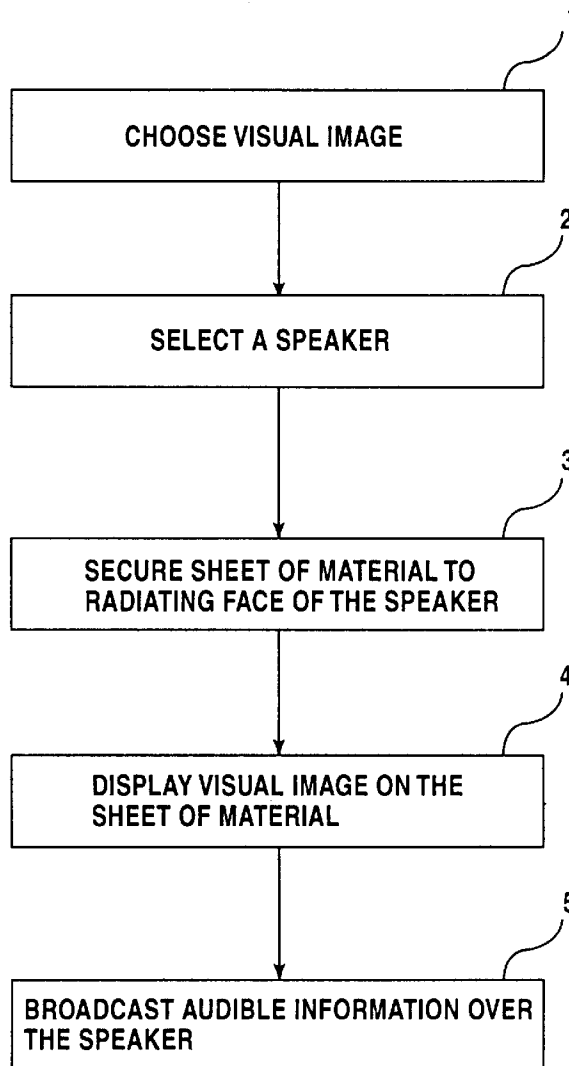 CHOOSE VISUAL IMAGE
2
SELECT A SPEAKER
3
SECURE SHEET OF MATERIAL TO
RADIATING FACE OF THE SPEAKER
4
DISPLAY VISUAL IMAGE ON THE
SHEET OF MATERIAL
5
BROADCAST AUDIBLE INFORMATION OVER
THE SPEAKER